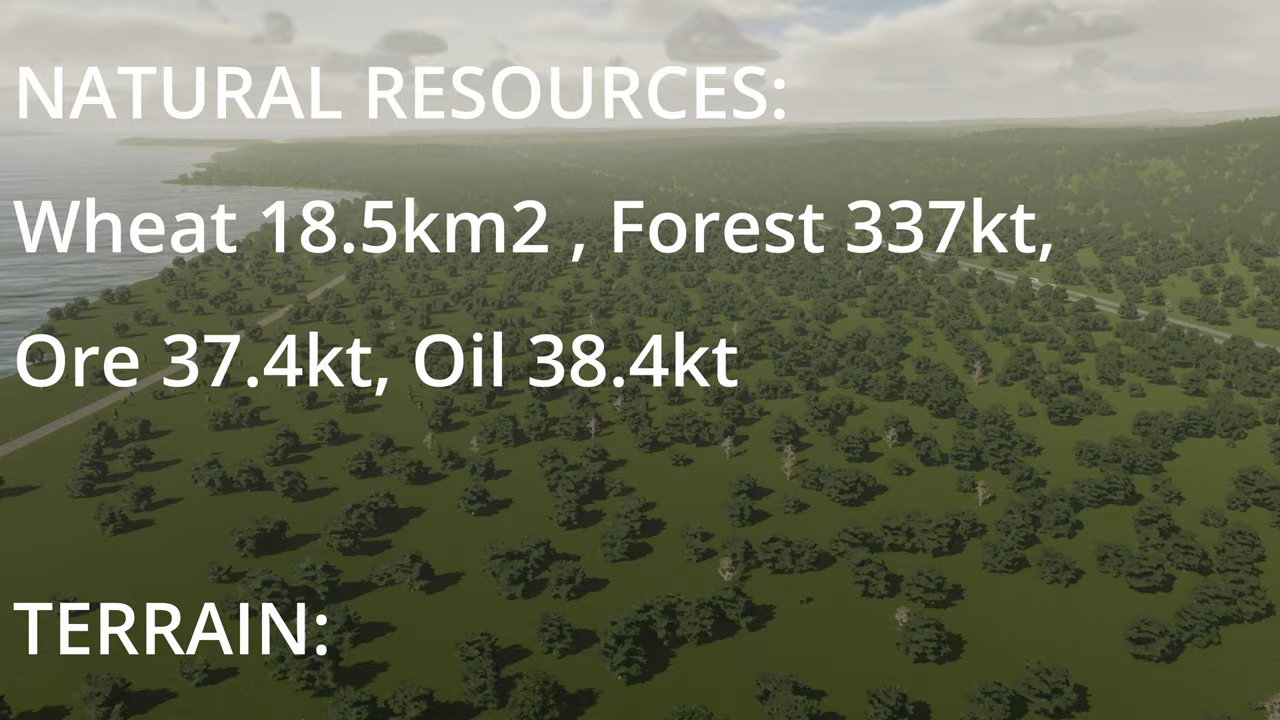 NATURAL RESOURCES:
Wheat 18.5km2 , Forest 337kt,
Ore 37.4kt, Oil 38.4kt
TERRAIN: